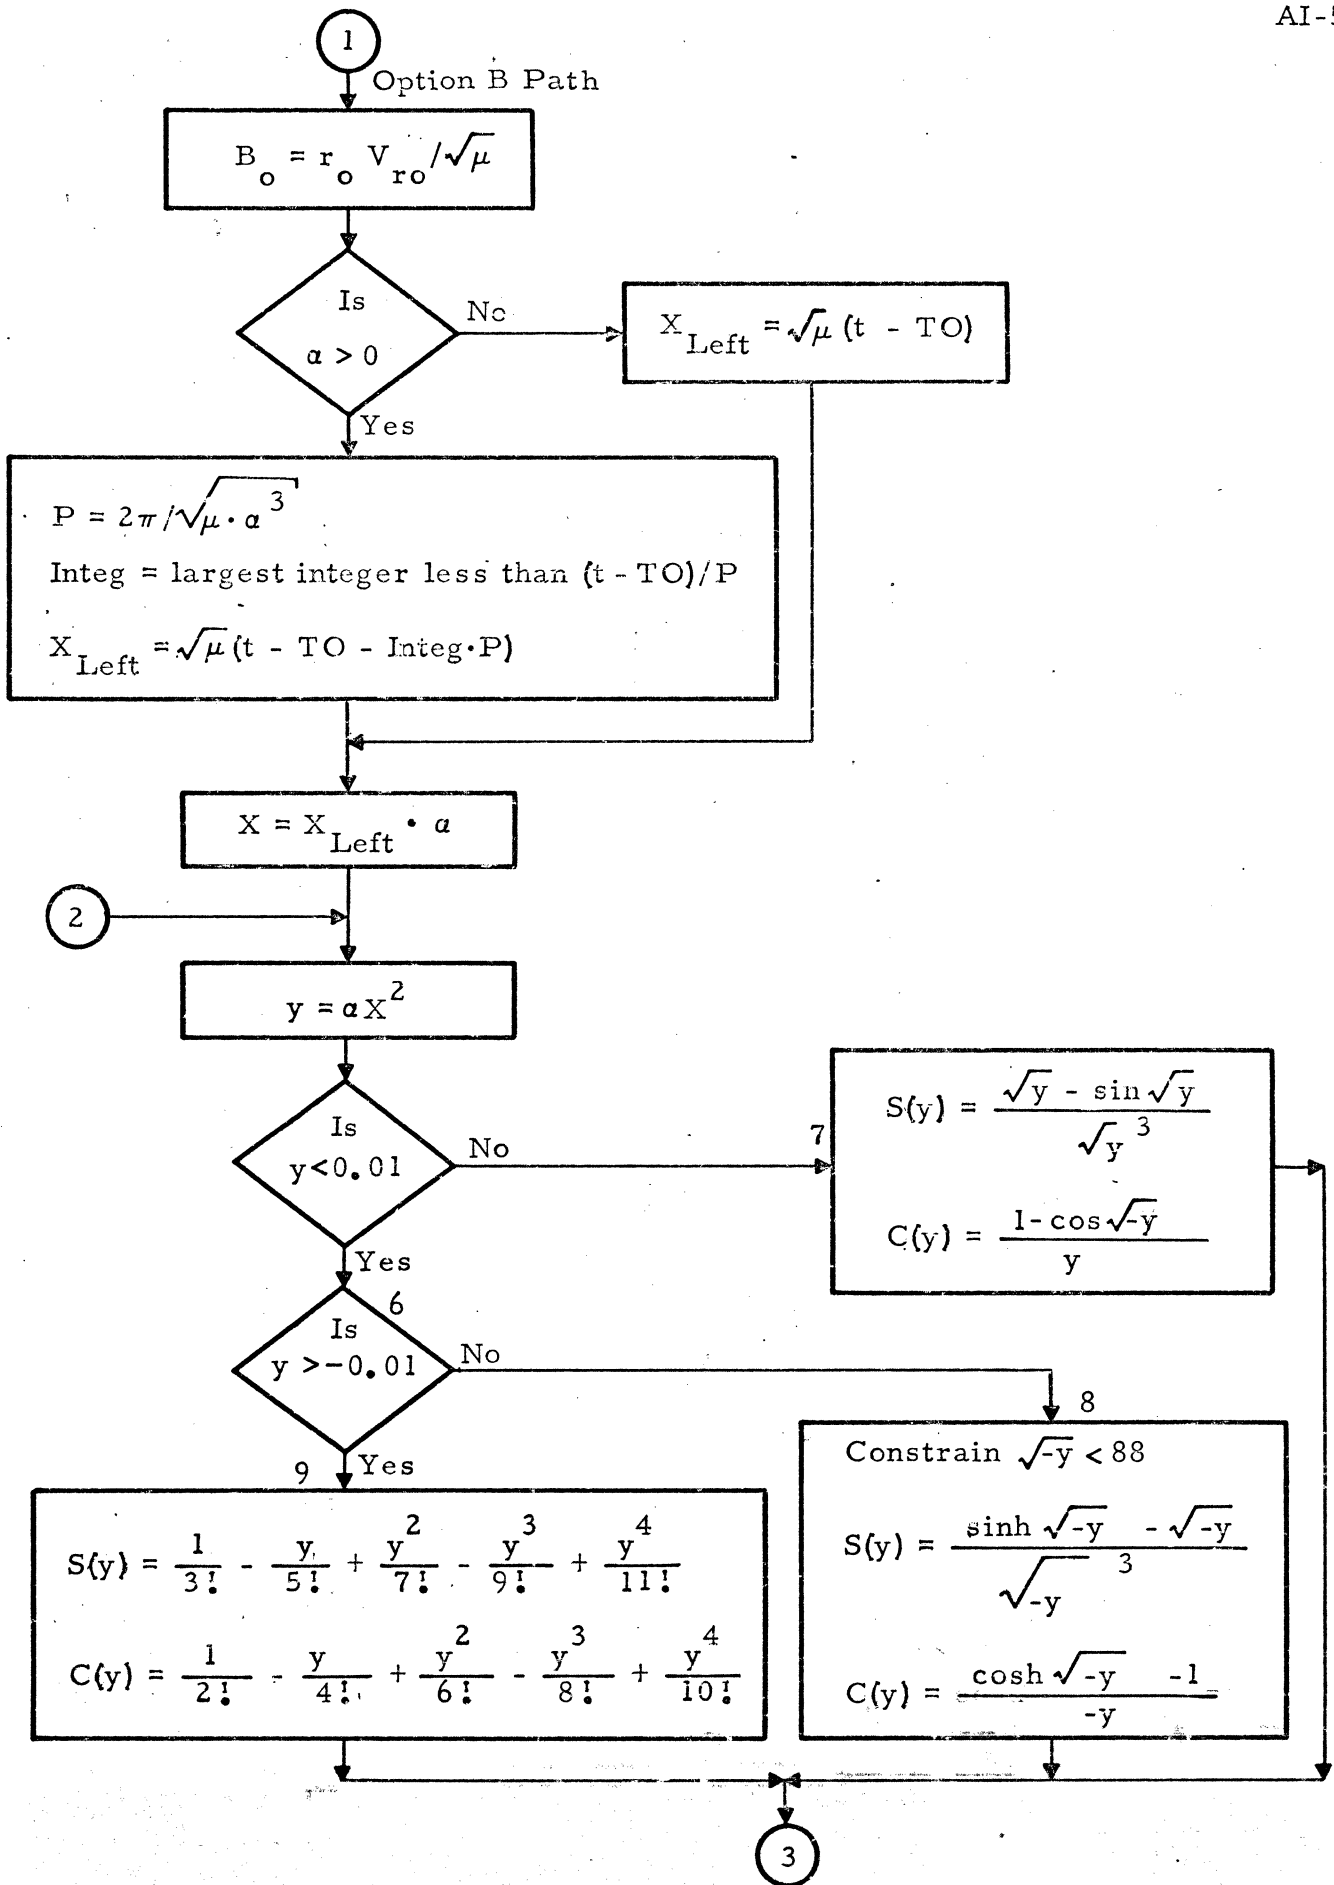 AI-5
1
Option B Path
B_o = r_o V_ro / √μ
Is
α > 0
No
X_Left = √μ (t - TO)
Yes
P = 2π/√(μ · α^3)
Integ = largest integer less than (t - TO)/P
X_Left = √μ (t - TO - Integ·P)
X = X_Left · α
2
y = αX^2
Is
y<0.01
No
7
S(y) = (√y - sin √y) / √y^3
C(y) = (1 - cos √-y) / y
Yes
6
Is
y >-0.01
No
8
Constrain √-y < 88
S(y) = (sinh √-y - √-y) / √-y^3
C(y) = (cosh √-y -1) / -y
Yes
9
S(y) = 1/3! - y/5! + y^2/7! - y^3/9! + y^4/11!
C(y) = 1/2! - y/4! + y^2/6! - y^3/8! + y^4/10!
3